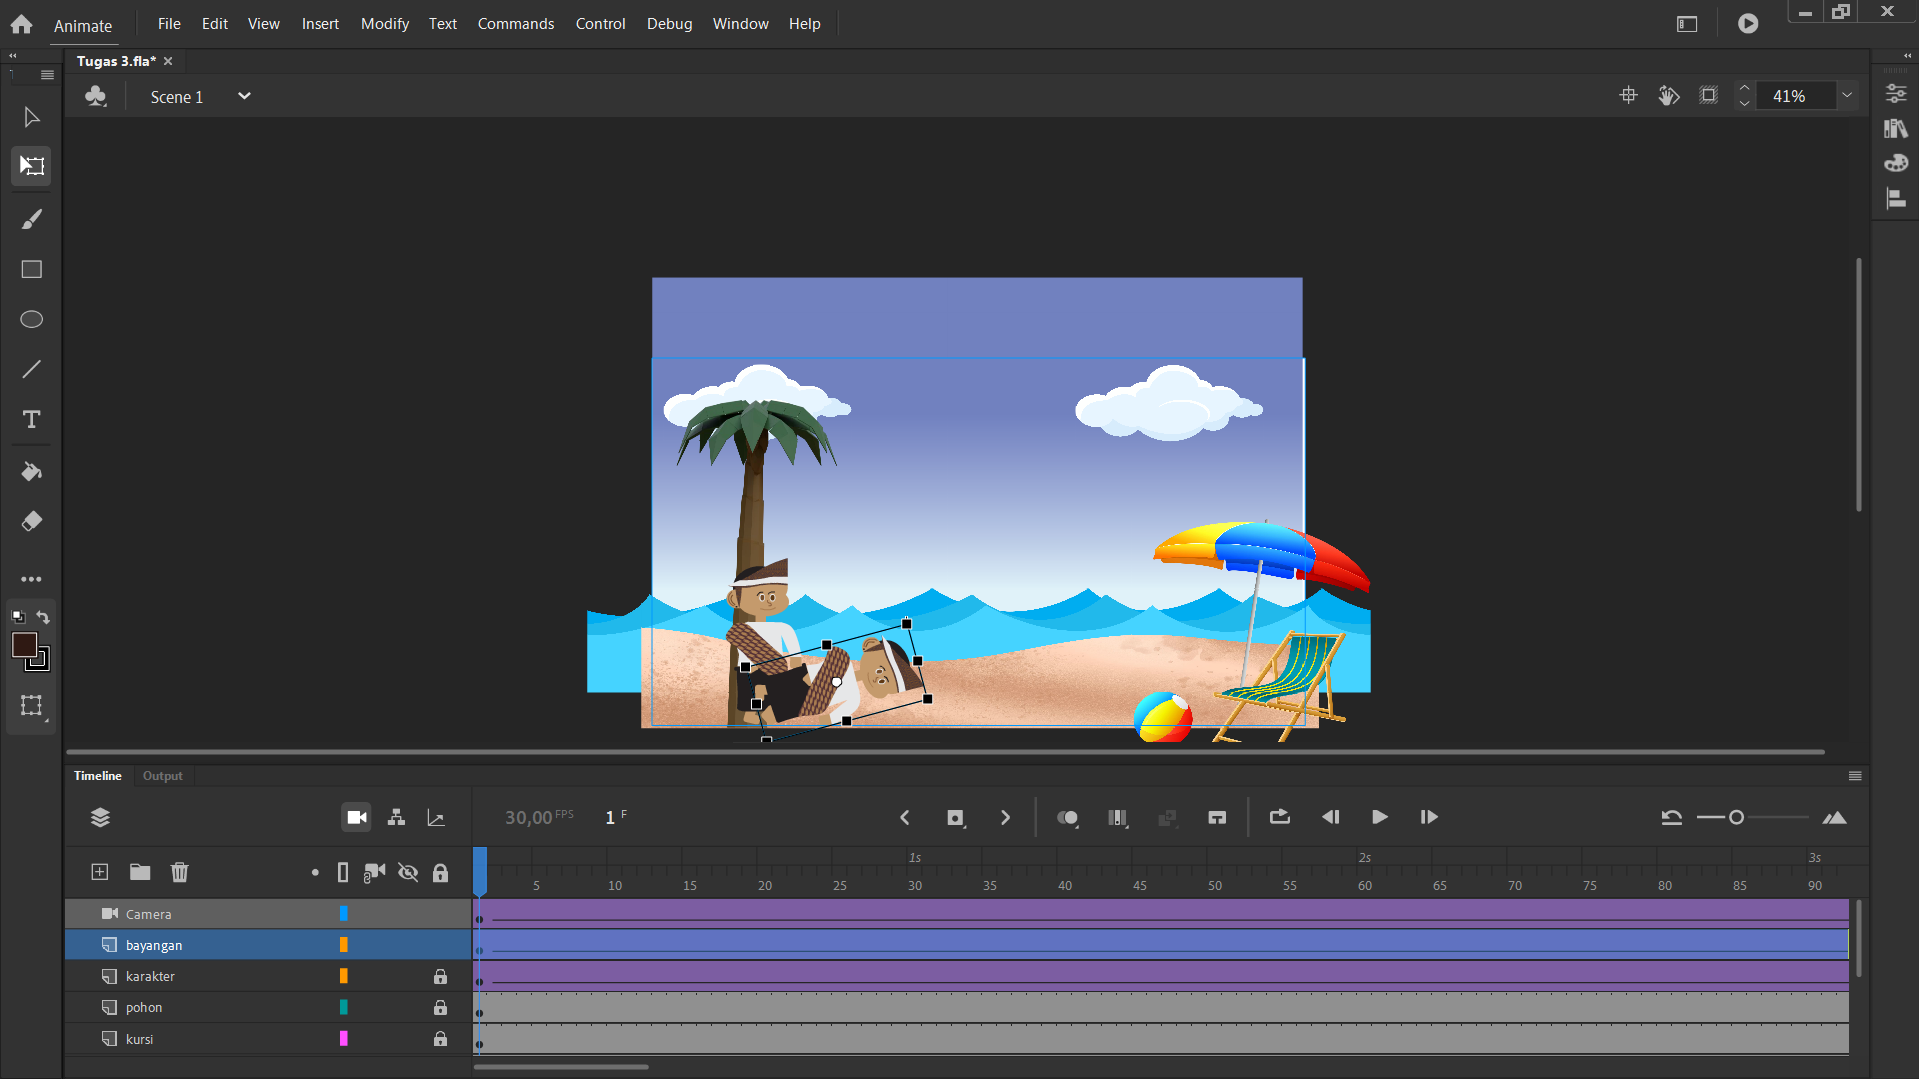 Animate File Edit View Insert Modify Text Commands Control Debug Window Help
Tugas 3.fla*
Scene 1 41%
T
Timeline Output
30,00 FPS 1 F
1s 2s 3s
5 10 15 20 25 30 35 40 45 50 55 60 65 70 75 80 85 90
Camera
bayangan
karakter
pohon
kursi